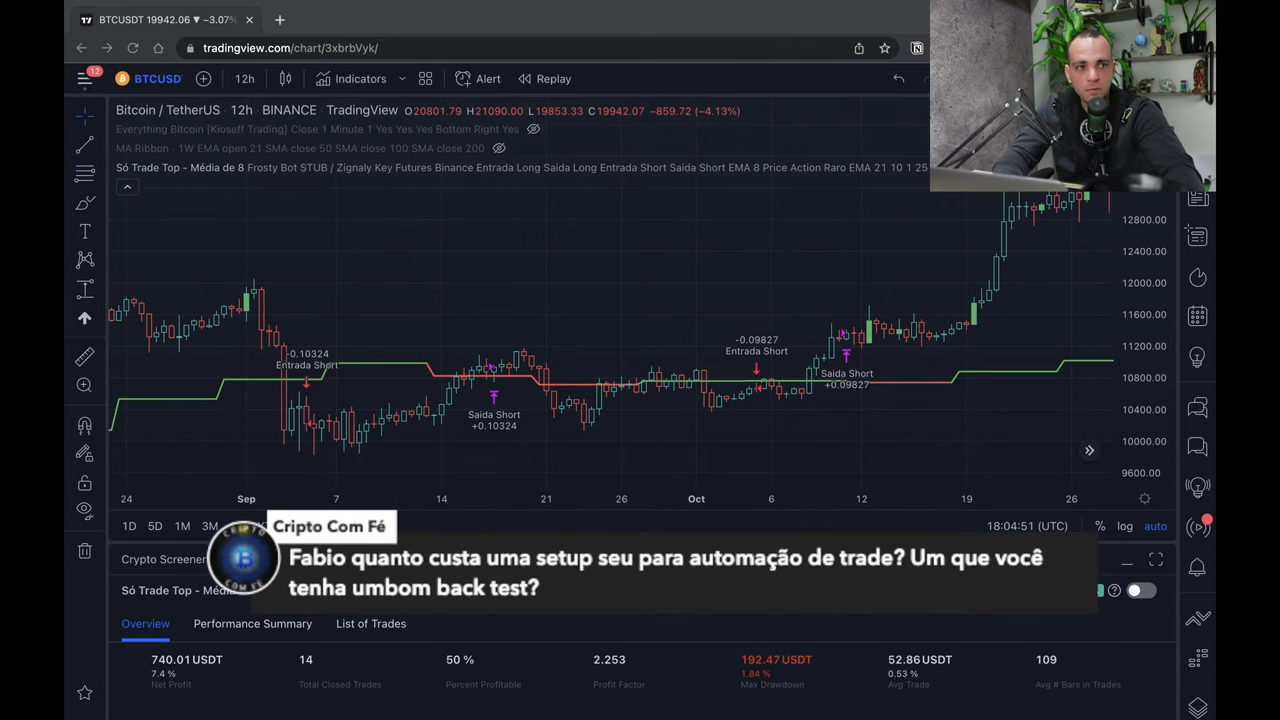 BTCUSDT 19942.06 ▼ −3.07%
tradingview.com/chart/3xbrbVyk/
12
BTCUSD
12h
Indicators
Alert
Replay
Bitcoin / TetherUS · 12h · BINANCE · TradingView O20801.79 H21090.00 L19853.33 C19942.07 −859.72 (−4.13%)
Everything Bitcoin [Kioseff Trading] Close 1 Minute 1 Yes Yes Yes Bottom Right Yes
MA Ribbon · 1W EMA open 21 SMA close 50 SMA close 100 SMA close 200
Só Trade Top - Média de 8 Frosty Bot STUB / Zignaly Key Futures Binance Entrada Long Saida Long Entrada Short Saida Short EMA 8 Price Action Raro EMA 21 10 1 25
12800.00
12400.00
12000.00
11600.00
11200.00
10800.00
10400.00
10000.00
9600.00
-0.10324
Entrada Short
Saida Short
+0.10324
-0.09827
Entrada Short
Saida Short
+0.09827
24 Sep 7 14 21 26 Oct 6 12 19 26
1D 5D 1M 3M
18:04:51 (UTC) % log auto
Cripto Com Fé
CRIPTO
COM FÉ
Fabio quanto custa uma setup seu para automação de trade? Um que você
tenha umbom back test?
Crypto Screener
Só Trade Top - Média
Overview Performance Summary List of Trades
740.01 USDT 14 50 % 2.253 192.47 USDT 52.86 USDT 109
7.4 % 1.84 % 0.53 %
Net Profit Total Closed Trades Percent Profitable Profit Factor Max Drawdown Avg Trade Avg # Bars in Trades